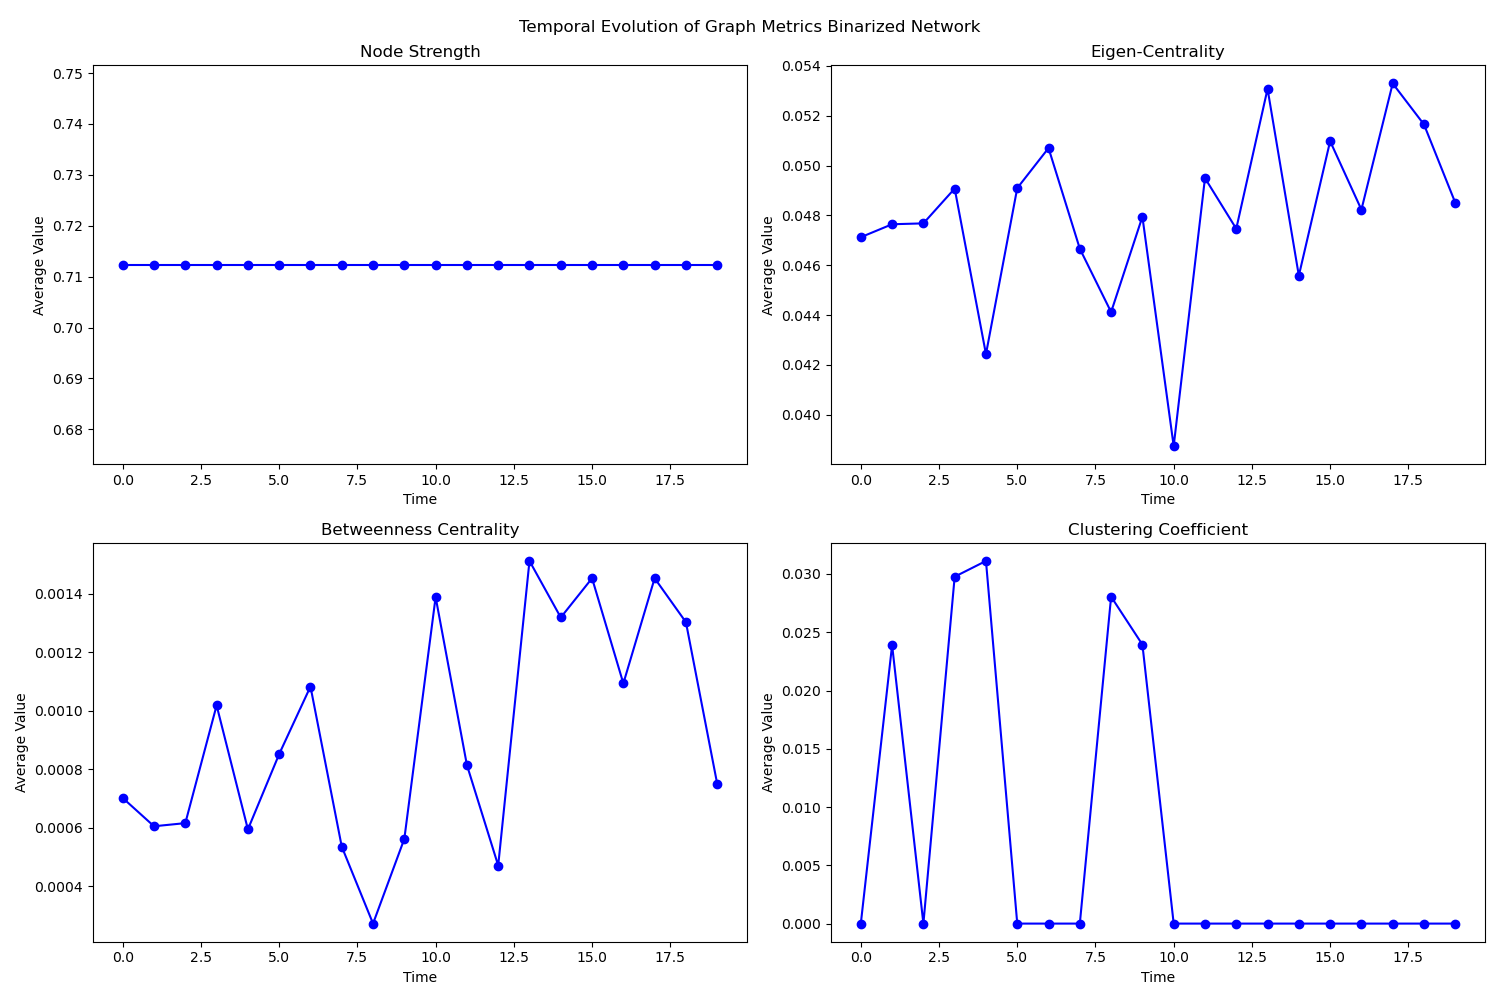 Temporal Evolution of Graph Metrics Binarized Network
Node Strength
0.75
0.74
0.73
0.72
0.71
0.70
0.69
0.68
Average Value
0.0 2.5 5.0 7.5 10.0 12.5 15.0 17.5
Time
Eigen-Centrality
0.054
0.052
0.050
0.048
0.046
0.044
0.042
0.040
Average Value
0.0 2.5 5.0 7.5 10.0 12.5 15.0 17.5
Time
Betweenness Centrality
0.0014
0.0012
0.0010
0.0008
0.0006
0.0004
Average Value
0.0 2.5 5.0 7.5 10.0 12.5 15.0 17.5
Time
Clustering Coefficient
0.030
0.025
0.020
0.015
0.010
0.005
0.000
Average Value
0.0 2.5 5.0 7.5 10.0 12.5 15.0 17.5
Time